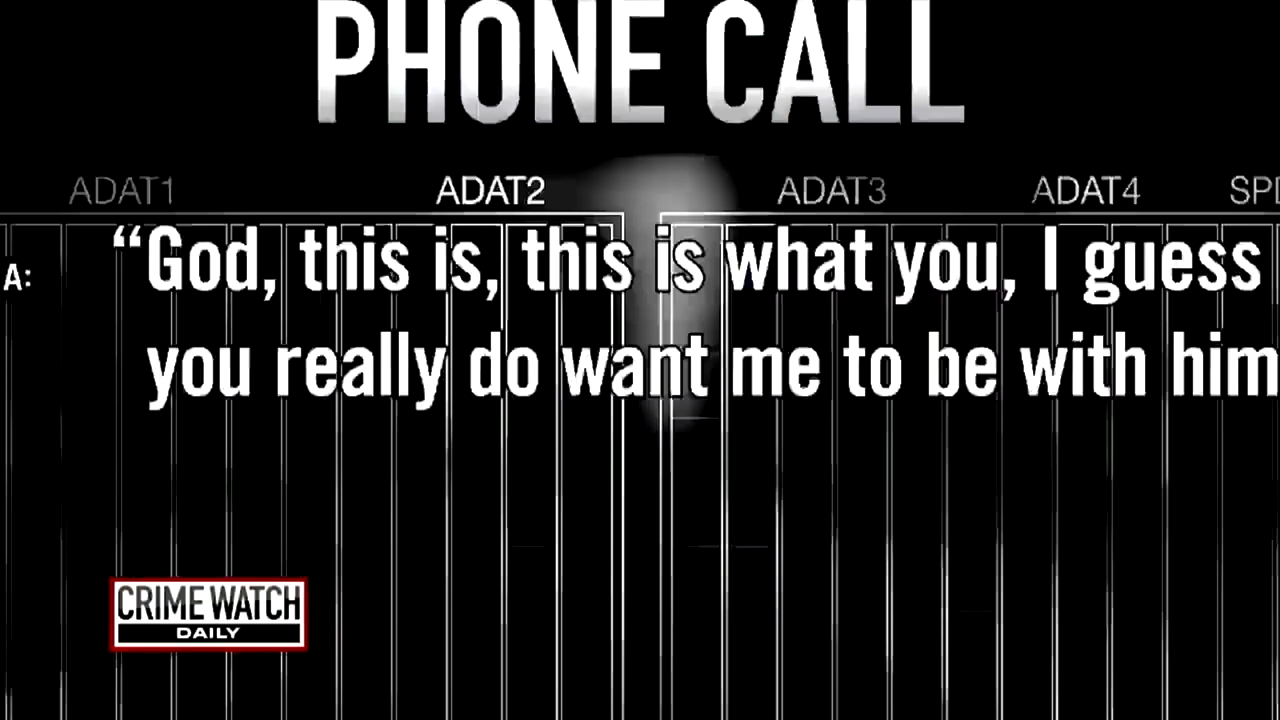 PHONE CALL
ADAT1 ADAT2 ADAT3 ADAT4
A: “God, this is, this is what you, I guess
you really do want me to be with him
CRIME WATCH
DAILY